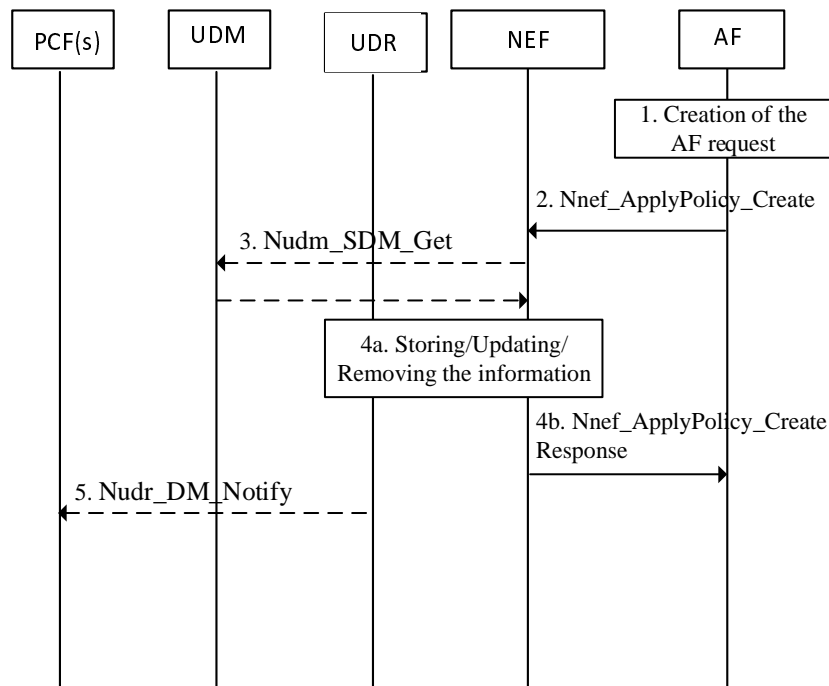 PCF(s)
UDM
UDR
NEF
AF
1. Creation of the
AF request
2. Nnef_ApplyPolicy_Create
3. Nudm_SDM_Get
4a. Storing/Updating/
Removing the information
4b. Nnef_ApplyPolicy_Create
Response
5. Nudr_DM_Notify